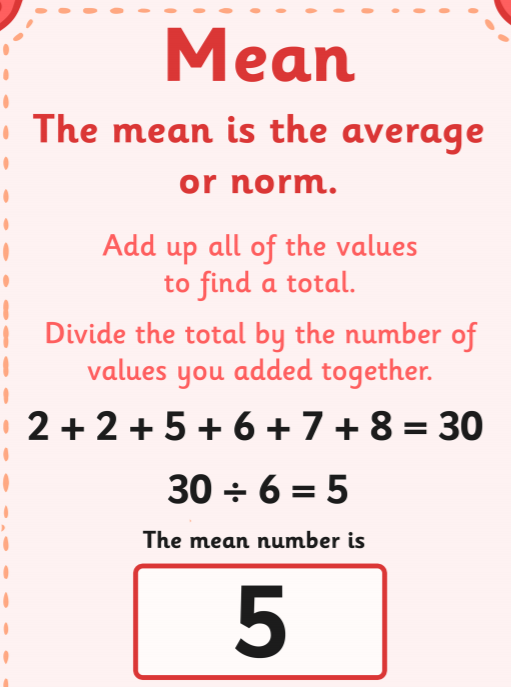 Mean
The mean is the average
or norm.
Add up all of the values
to find a total.
Divide the total by the number of
values you added together.
2 + 2 + 5 + 6 + 7 + 8 = 30
30 ÷ 6 = 5
The mean number is
5